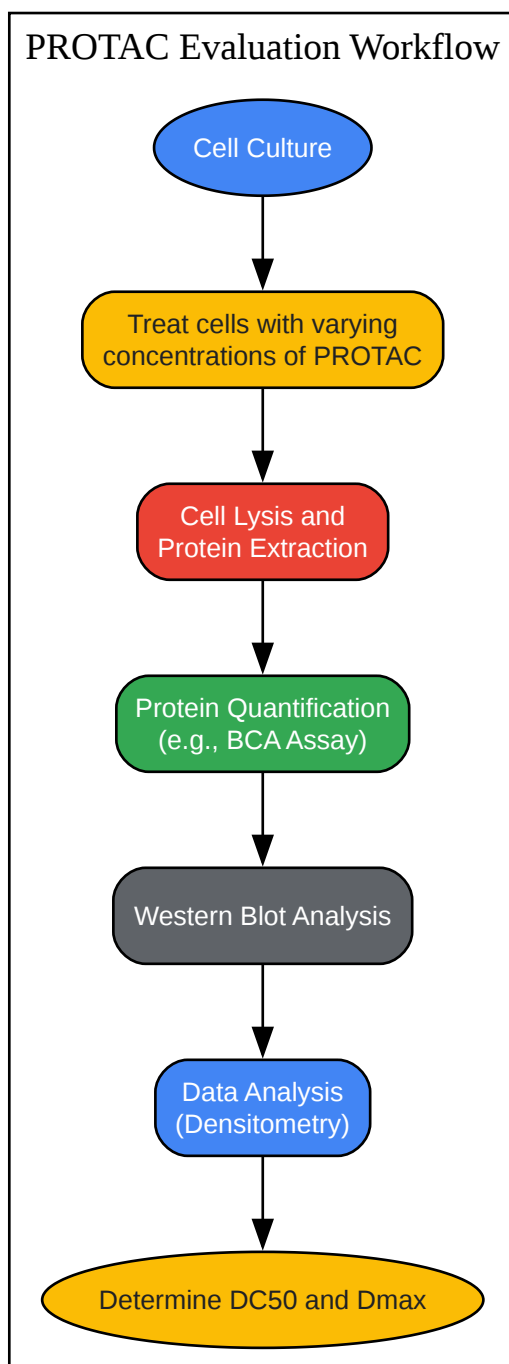 PROTAC Evaluation Workflow
Cell Culture
Treat cells with varying
concentrations of PROTAC
Cell Lysis and
Protein Extraction
Protein Quantification
(e.g., BCA Assay)
Western Blot Analysis
Data Analysis
(Densitometry)
Determine DC50 and Dmax